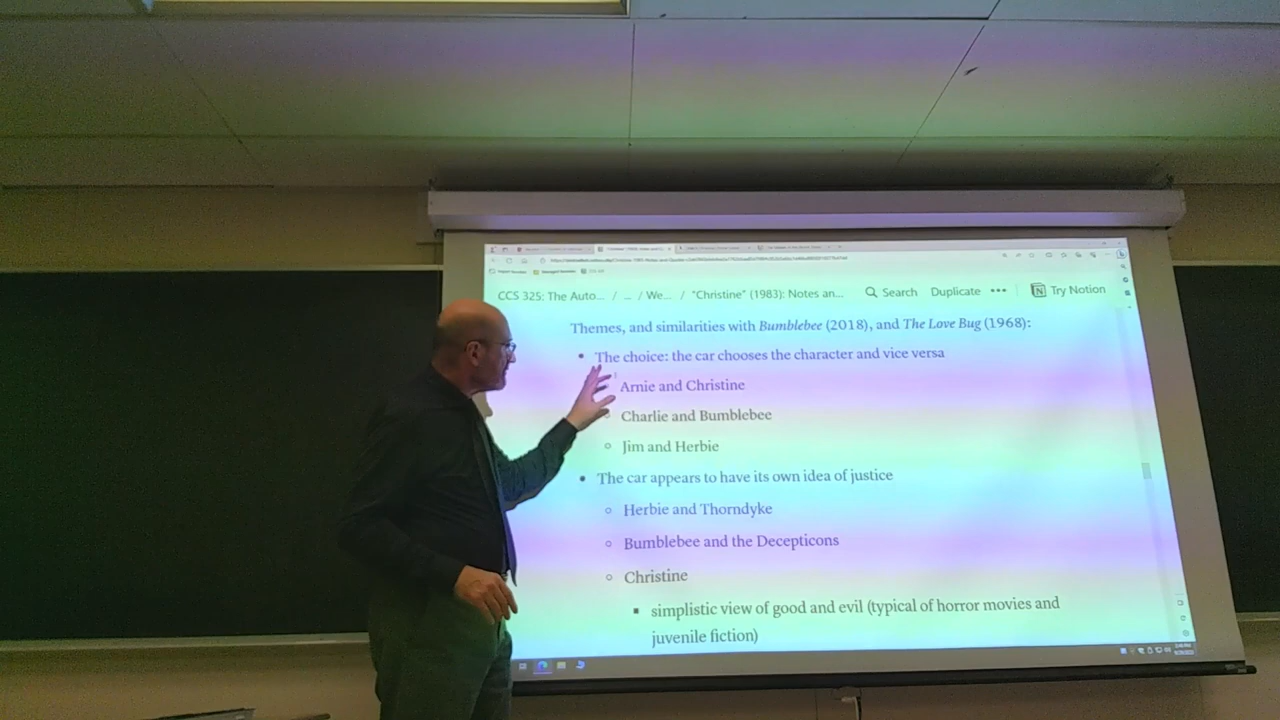 CCS 325: The Auto... / ... / We... / "Christine" (1983): Notes an... Search Duplicate ••• Try Notion
Themes, and similarities with Bumblebee (2018), and The Love Bug (1968):
• The choice: the car chooses the character and vice versa
Arnie and Christine
◦ Charlie and Bumblebee
◦ Jim and Herbie
• The car appears to have its own idea of justice
◦ Herbie and Thorndyke
◦ Bumblebee and the Decepticons
◦ Christine
▪ simplistic view of good and evil (typical of horror movies and
juvenile fiction)